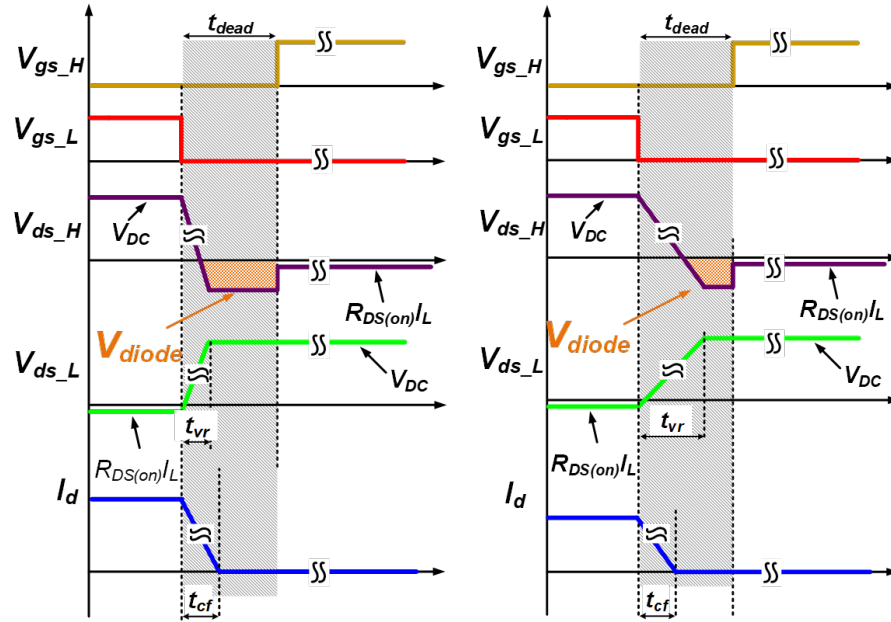 t_dead
V_gs_H
V_gs_L
V_ds_H
V_DC
R_DS(on)I_L
V_diode
V_ds_L
V_DC
t_vr
R_DS(on)I_L
I_d
t_cf
t_dead
V_gs_H
V_gs_L
V_ds_H
V_DC
R_DS(on)I_L
V_diode
V_ds_L
V_DC
t_vr
R_DS(on)I_L
I_d
t_cf